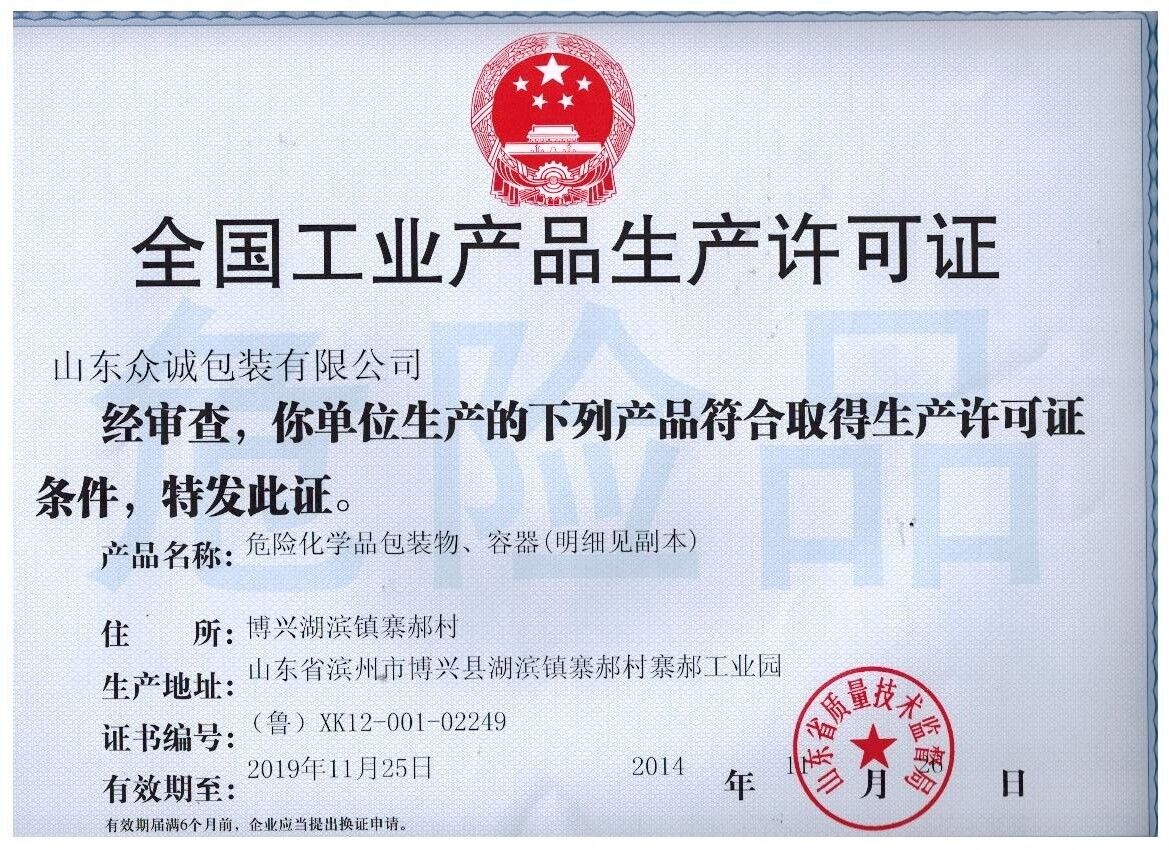 全国工业产品生产许可证
危险品
山东众诚包装有限公司
经审查，你单位生产的下列产品符合取得生产许可证
条件，特发此证。
产品名称：危险化学品包装物、容器(明细见副本)
住 所：博兴湖滨镇寨郝村
生产地址：山东省滨州市博兴县湖滨镇寨郝村寨郝工业园
证书编号：（鲁）XK12-001-02249
有效期至：2019年11月25日
2014 年 11 月 26 日
山东省质量技术监督局
有效期届满6个月前，企业应当提出换证申请。